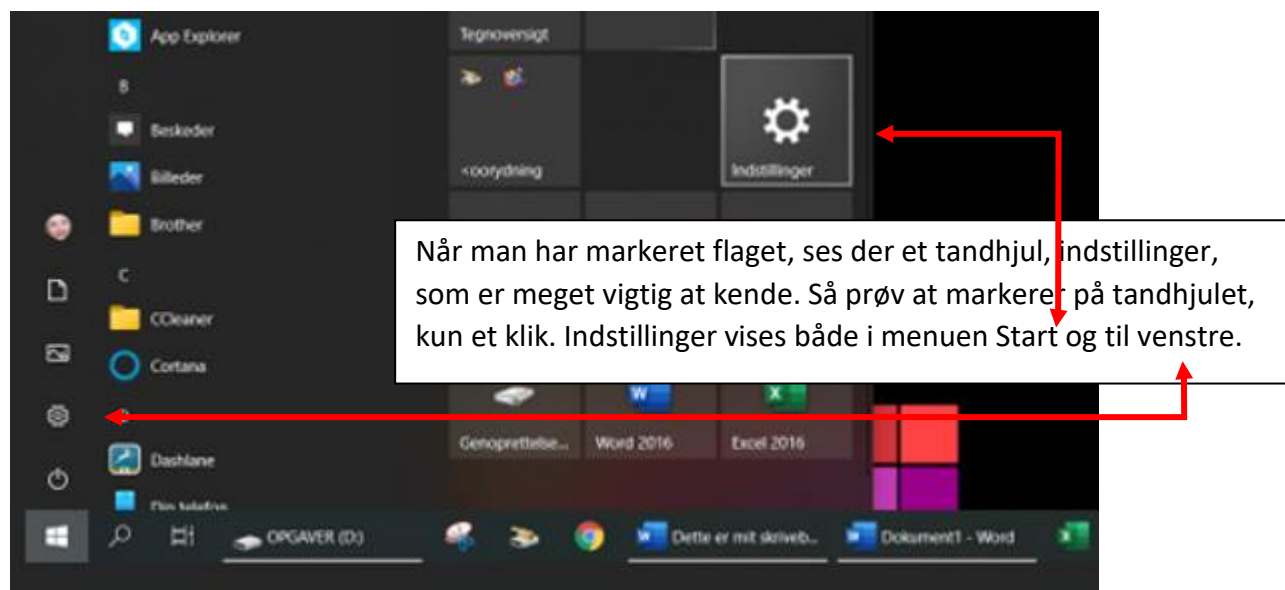 App Explorer
B
Beskeder
Billeder
Brother
C
CCleaner
Cortana
Dashlane
Din telefon
Tegnoversigt
Indstillinger
Når man har markeret flaget, ses der et tandhjul, indstillinger,
som er meget vigtig at kende. Så prøv at markerer på tandhjulet,
kun et klik. Indstillinger vises både i menuen Start og til venstre.
Genoprettelse...
Word 2016
Excel 2016
OPGAVER (D:)
Dette er mit skriveb...
Dokument1 - Word